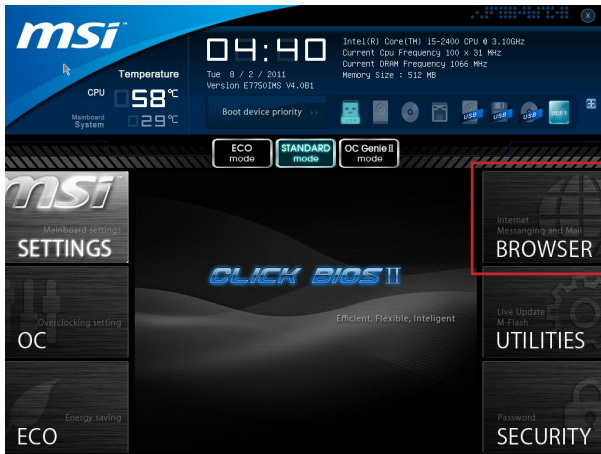 msi
04:40
Tue 8 / 2 / 2011
Version E7750IMS V4.0B1
Intel(R) Core(TM) i5-2400 CPU @ 3.10GHz
Current Cpu Frequency 100 x 31 MHz
Current DRAM Frequency 1066 MHz
Memory Size : 512 MB
X
Temperature
CPU 58°C
Mainboard
System 29°C
Boot device priority
USB USB USB UEFI
ECO
mode
STANDARD
mode
OC Genie II
mode
msi
Mainboard settings
SETTINGS
Internet
Messanging and Mail
BROWSER
CLICK BIOS II
Efficient, Flexible, Inteligent
Overclocking setting
OC
Live Update
M-Flash
UTILITIES
Energy saving
ECO
Password
SECURITY